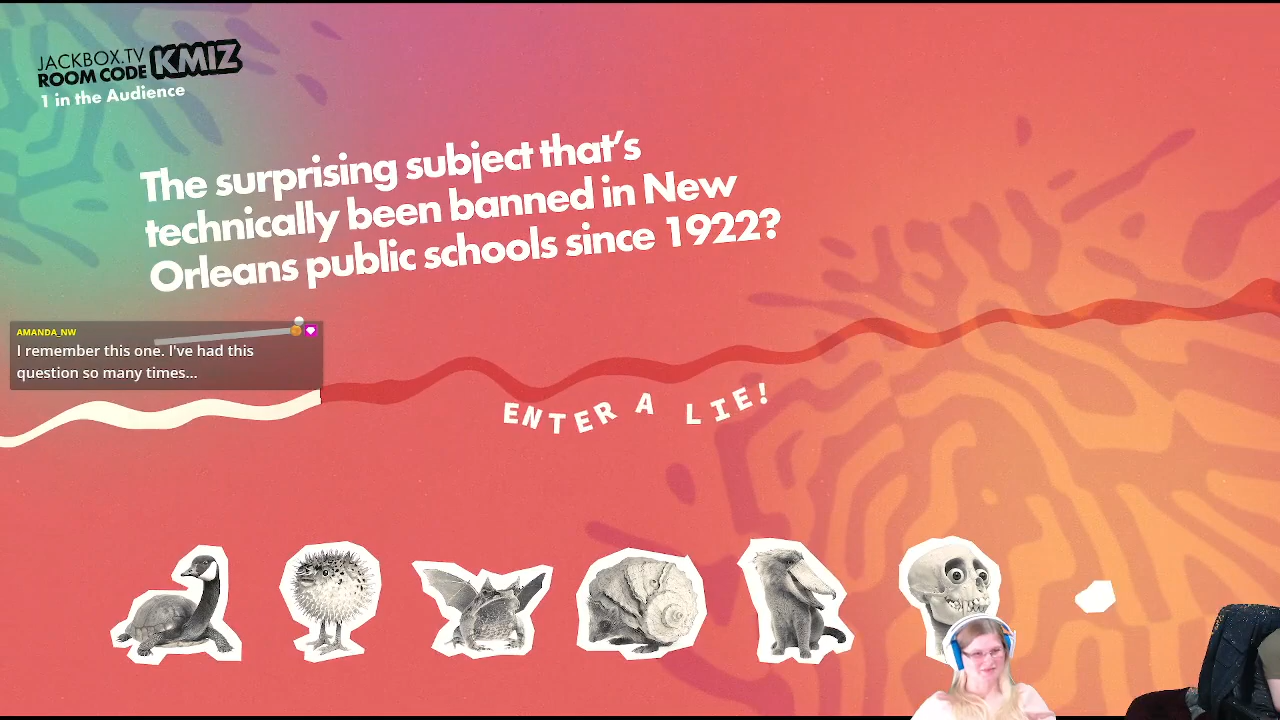 JACKBOX.TV
ROOM CODE KMIZ
1 in the Audience
The surprising subject that's
technically been banned in New
Orleans public schools since 1922?
AMANDA_NW
I remember this one. I've had this
question so many times...
ENTER A LIE!